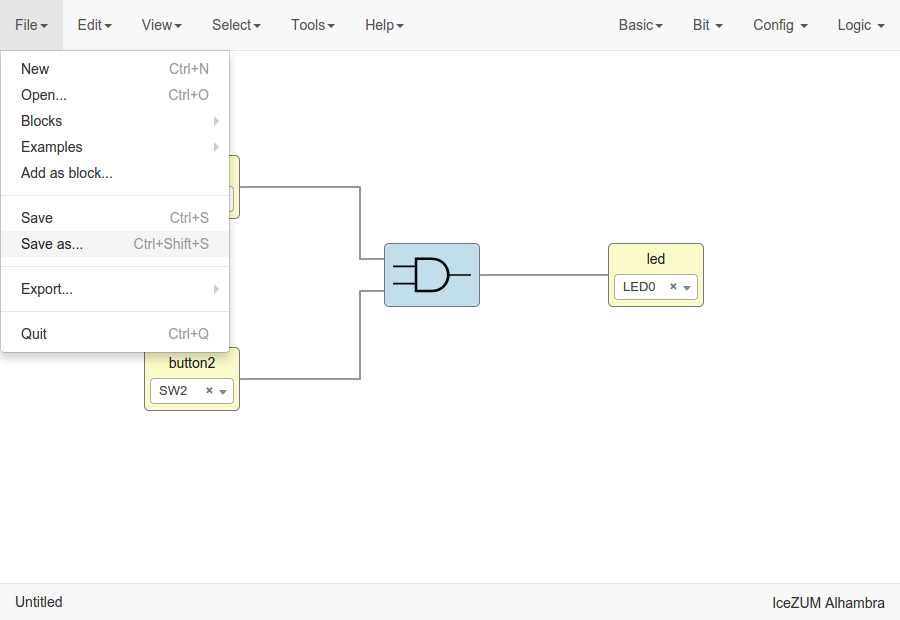 File Edit View Select Tools Help Basic Bit Config Logic
New Ctrl+N
Open... Ctrl+O
Blocks
Examples
Add as block...
Save Ctrl+S
Save as... Ctrl+Shift+S
Export...
Quit Ctrl+Q
led
LED0 ×
button2
SW2 ×
Untitled IceZUM Alhambra